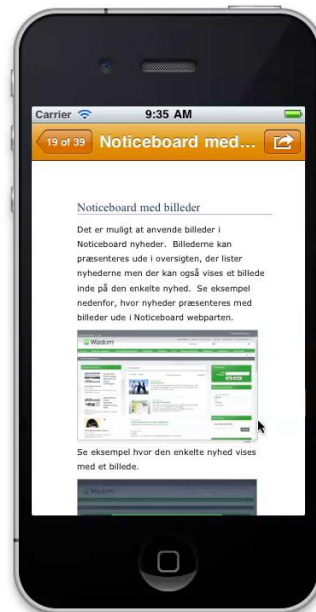 Carrier 9:35 AM
19 of 39 Noticeboard med...
Noticeboard med billeder
Det er muligt at anvende billeder i
Noticeboard nyheder. Billederne kan
præsenteres ude i oversigten, der lister
nyhederne men der kan også vises et billede
inde på den enkelte nyhed. Se eksempel
nedenfor, hvor nyheder præsenteres med
billeder ude i Noticeboard webparten.
Wizdom
Se eksempel hvor den enkelte nyhed vises
med et billede.
Wizdom